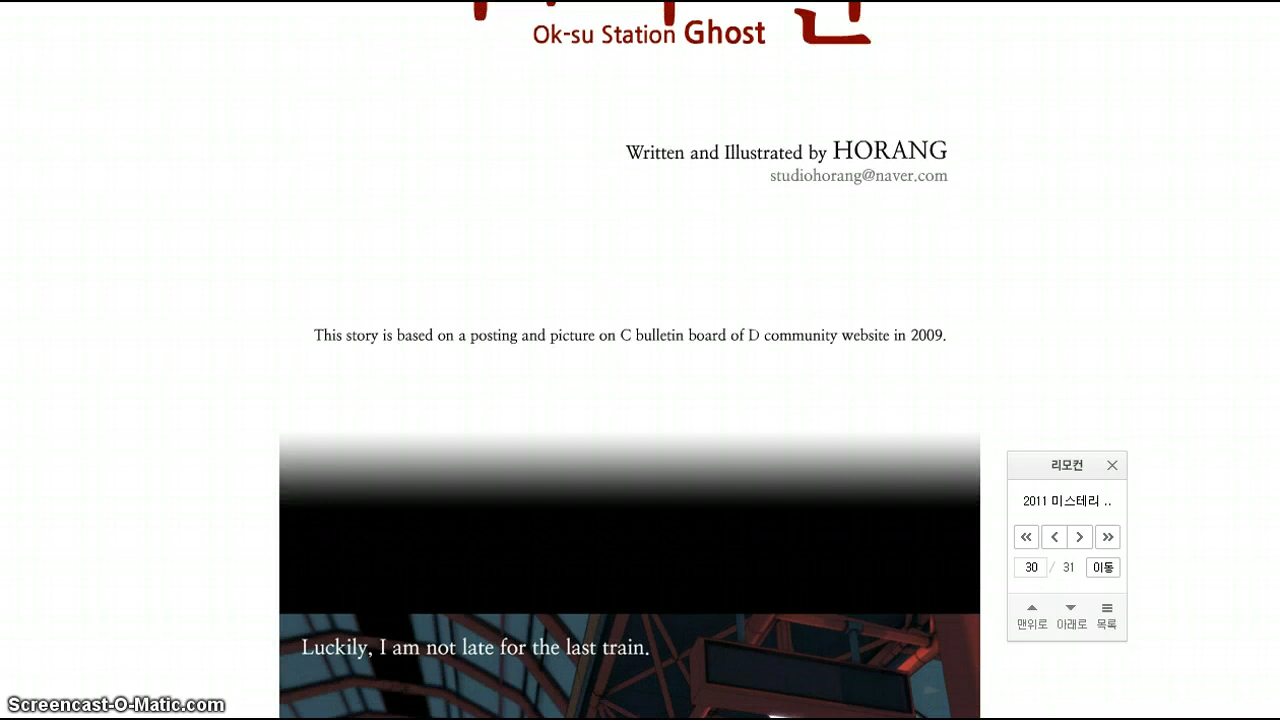 Ok-su Station Ghost
Written and Illustrated by HORANG
studiohorang@naver.com
This story is based on a posting and picture on C bulletin board of D community website in 2009.
리모컨
2011 미스테리 ..
30 / 31 이동
맨위로 아래로 목록
Luckily, I am not late for the last train.
Screencast-O-Matic.com